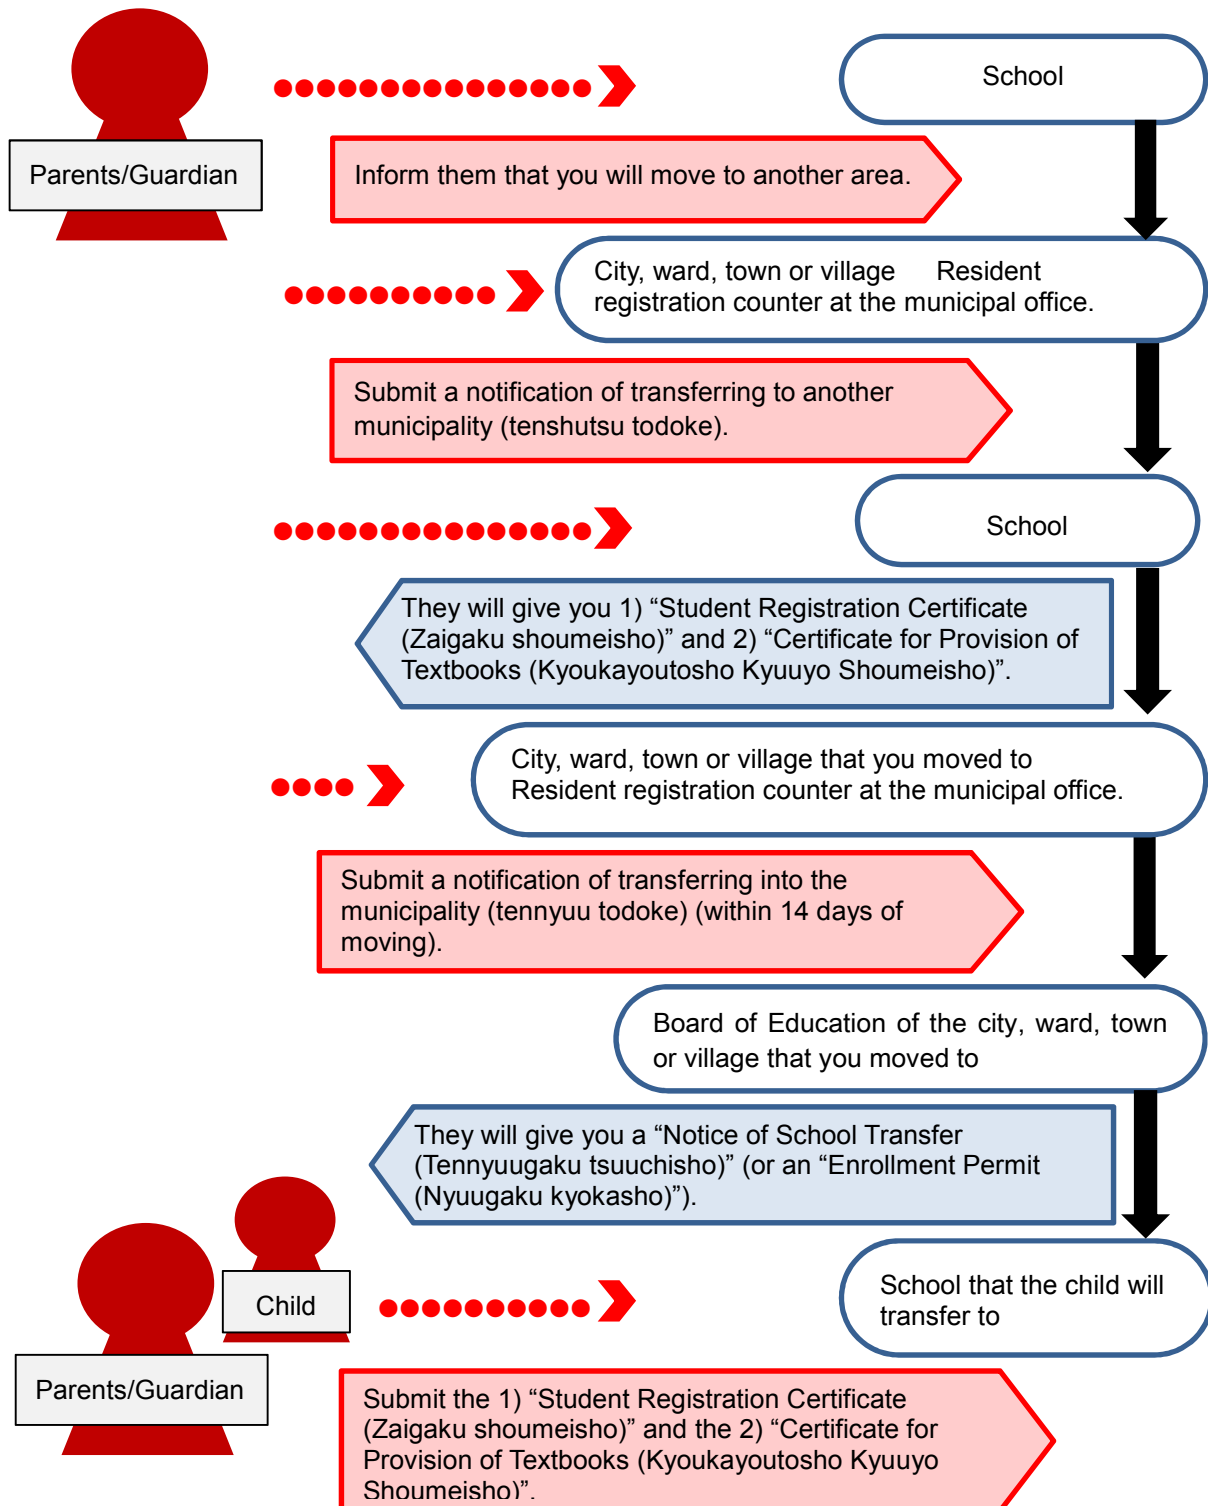 School
Parents/Guardian
Inform them that you will move to another area.
City, ward, town or village Resident
registration counter at the municipal office.
Submit a notification of transferring to another
municipality (tenshutsu todoke).
School
They will give you 1) “Student Registration Certificate
(Zaigaku shoumeisho)” and 2) “Certificate for Provision of
Textbooks (Kyoukayoutosho Kyuuyo Shoumeisho)”.
City, ward, town or village that you moved to
Resident registration counter at the municipal office.
Submit a notification of transferring into the
municipality (tennyuu todoke) (within 14 days of
moving).
Board of Education of the city, ward, town
or village that you moved to
They will give you a “Notice of School Transfer
(Tennyuugaku tsuuchisho)” (or an “Enrollment Permit
(Nyuugaku kyokasho)”).
School that the child will
transfer to
Child
Parents/Guardian
Submit the 1) “Student Registration Certificate
(Zaigaku shoumeisho)” and the 2) “Certificate for
Provision of Textbooks (Kyoukayoutosho Kyuuyo
Shoumeisho)”.